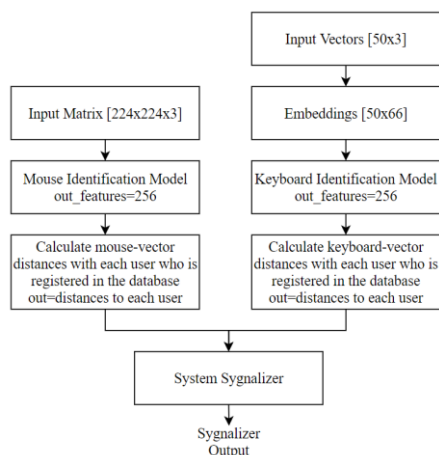 Input Vectors [50x3]
Input Matrix [224x224x3]
Embeddings [50x66]
Mouse Identification Model
out_features=256
Keyboard Identification Model
out_features=256
Calculate mouse-vector
distances with each user who is
registered in the database
out=distances to each user
Calculate keyboard-vector
distances with each user who is
registered in the database
out=distances to each user
System Sygnalizer
Sygnalizer
Output